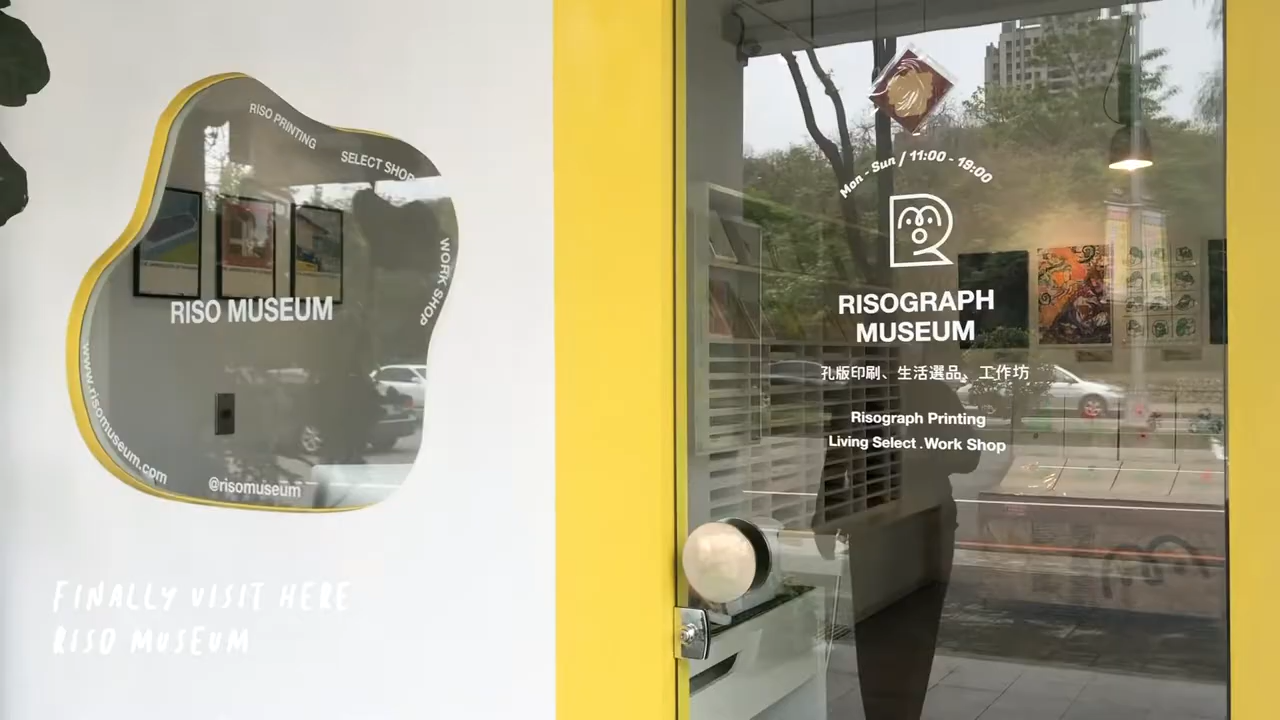 RISO PRINTING
SELECT SHOP
WORK SHOP
RISO MUSEUM
www.risomuseum.com
@risomuseum
FINALLY VISIT HERE
RISO MUSEUM
Mon - Sun / 11:00 - 19:00
RISOGRAPH
MUSEUM
孔版印刷、生活選品、工作坊
Risograph Printing
Living Select . Work Shop